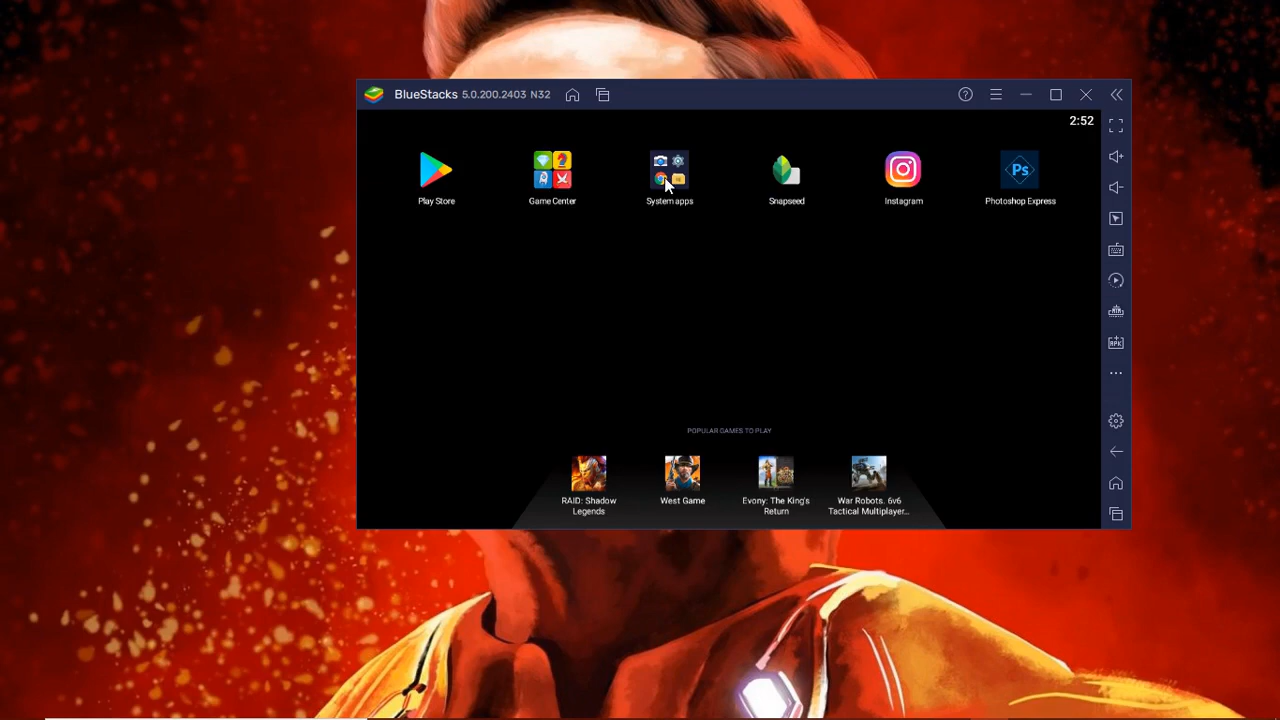 BlueStacks 5.0.200.2403 N32
2:52
Play Store
Game Center
System apps
Snapseed
Instagram
Ps
Photoshop Express
POPULAR GAMES TO PLAY
RAID: Shadow
Legends
West Game
Evony: The King's
Return
War Robots. 6v6
Tactical Multiplayer...
APK